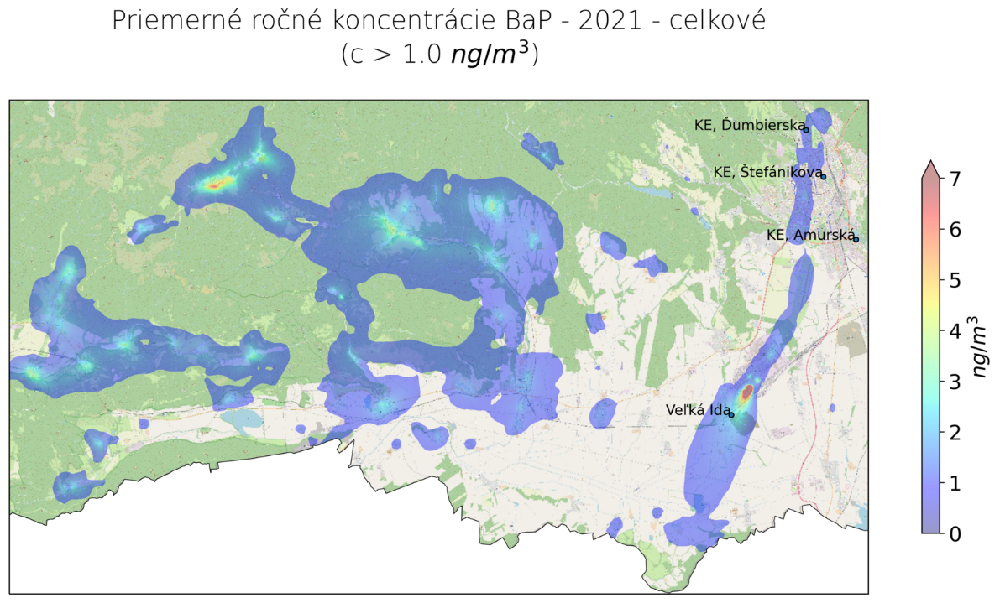 Priemerné ročné koncentrácie BaP - 2021 - celkové
(c > 1.0 ng/m³)
KE, Ďumbierska
KE, Štefánikova
KE, Amurská
Veľká Ida
7
6
5
4
3
2
1
0
ng/m³